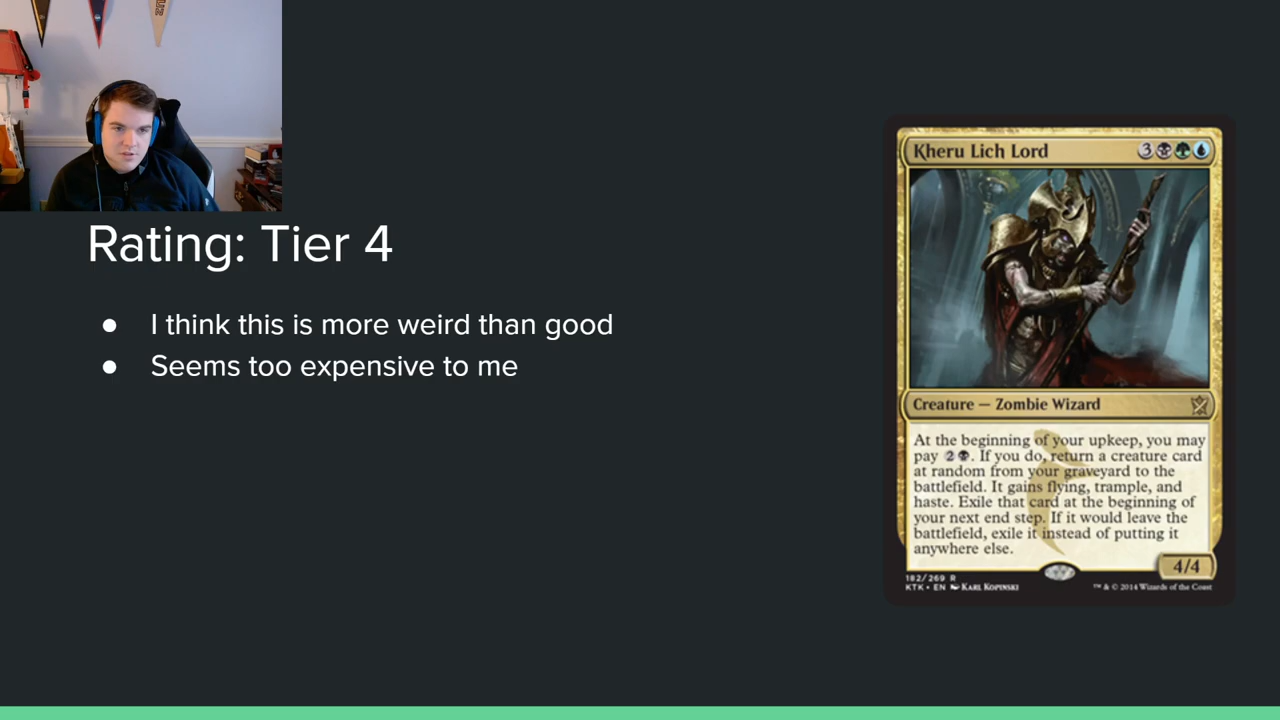 Rating: Tier 4
● I think this is more weird than good
● Seems too expensive to me
Kheru Lich Lord 3
Creature — Zombie Wizard
At the beginning of your upkeep, you may
pay 2. If you do, return a creature card
at random from your graveyard to the
battlefield. It gains flying, trample, and
haste. Exile that card at the beginning of
your next end step. If it would leave the
battlefield, exile it instead of putting it
anywhere else.
4/4
182/269 R
KTK • EN KARL KOPINSKI
™ & © 2014 Wizards of the Coast